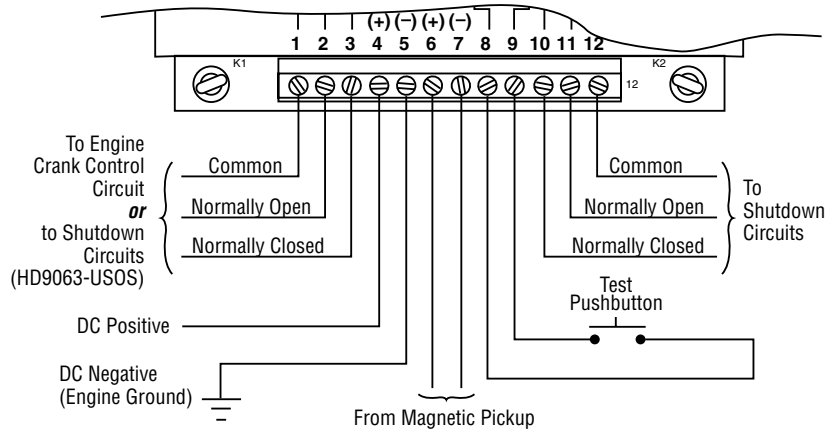 (+) (−) (+) (−)
1 2 3 4 5 6 7 8 9 10 11 12
K1
K2
12
To Engine
Crank Control
Circuit
or
to Shutdown
Circuits
(HD9063-USOS)
Common
Normally Open
Normally Closed
Common
Normally Open
Normally Closed
To
Shutdown
Circuits
Test
Pushbutton
DC Positive
DC Negative
(Engine Ground)
From Magnetic Pickup